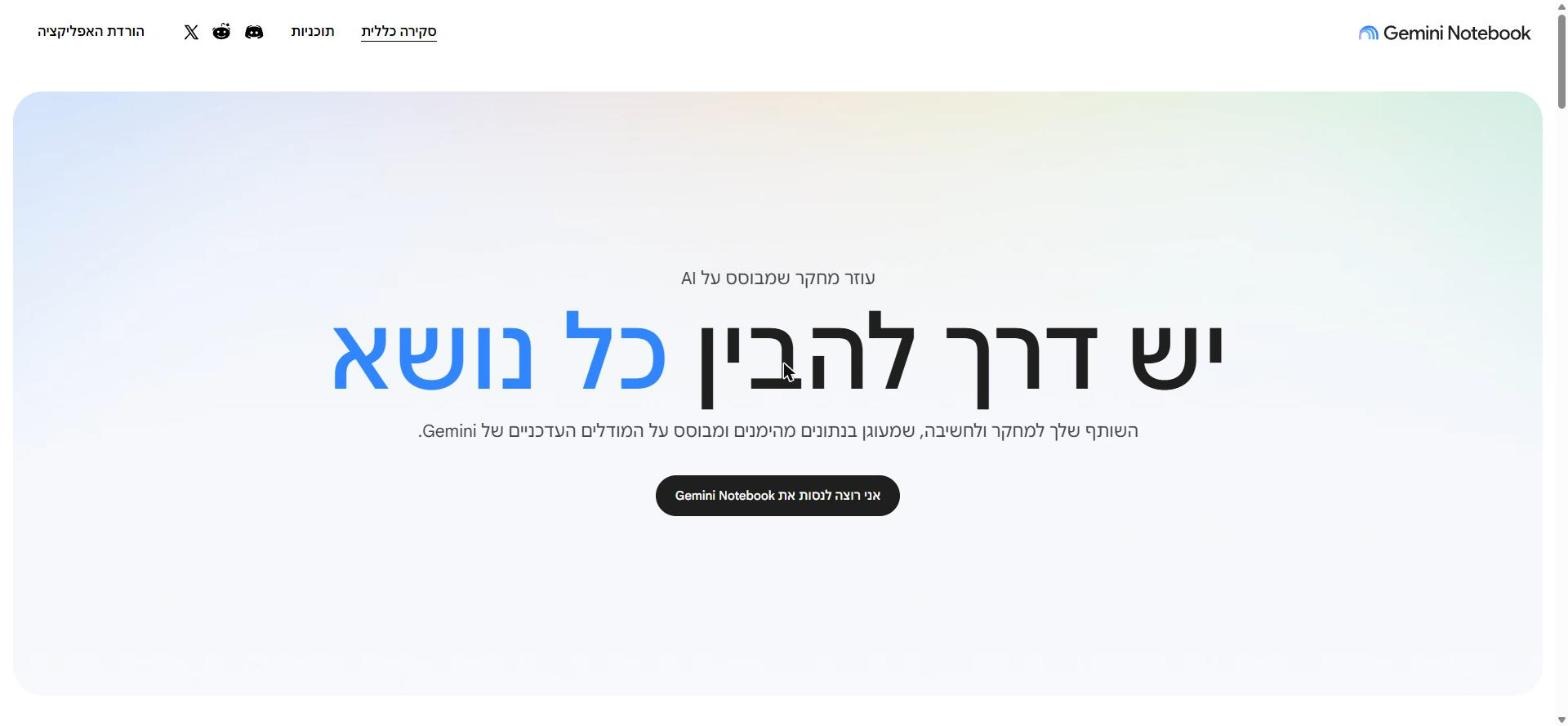 Gemini Notebook
סקירה כללית
תוכניות
הורדת האפליקציה
עוזר מחקר שמבוסס על AI
יש דרך להבין כל נושא
השותף שלך למחקר ולחשיבה, שמעוגן בנתונים מהימנים ומבוסס על המודלים העדכניים של Gemini.
אני רוצה לנסות את Gemini Notebook